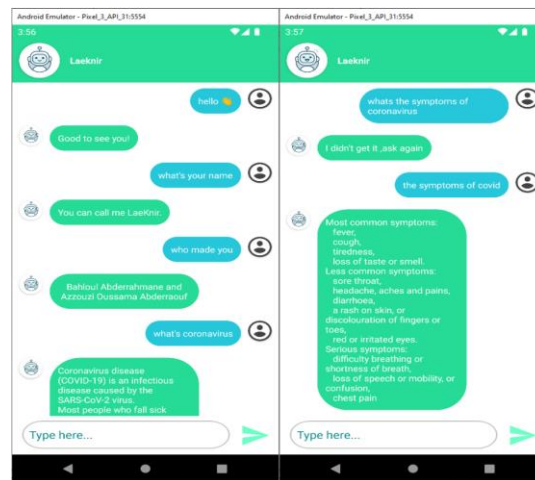 Android Emulator - Pixel_3_API_31:5554
3:56
Laeknir
hello 👋
Good to see you!
what's your name
You can call me LaeKnir.
who made you
Bahloul Abderrahmane and
Azzouzi Oussama Abderraouf
what's coronavirus
Coronavirus disease
(COVID-19) is an infectious
disease caused by the
SARS-CoV-2 virus.
Most people who fall sick
Type here...
Android Emulator - Pixel_3_API_31:5554
3:57
Laeknir
whats the symptoms of
coronavirus
I didn't get it ,ask again
the symptoms of covid
Most common symptoms:
fever,
cough,
tiredness,
loss of taste or smell.
Less common symptoms:
sore throat,
headache, aches and pains,
diarrhoea,
a rash on skin, or
discolouration of fingers or
toes,
red or irritated eyes.
Serious symptoms:
difficulty breathing or
shortness of breath,
loss of speech or mobility, or
confusion,
chest pain
Type here...